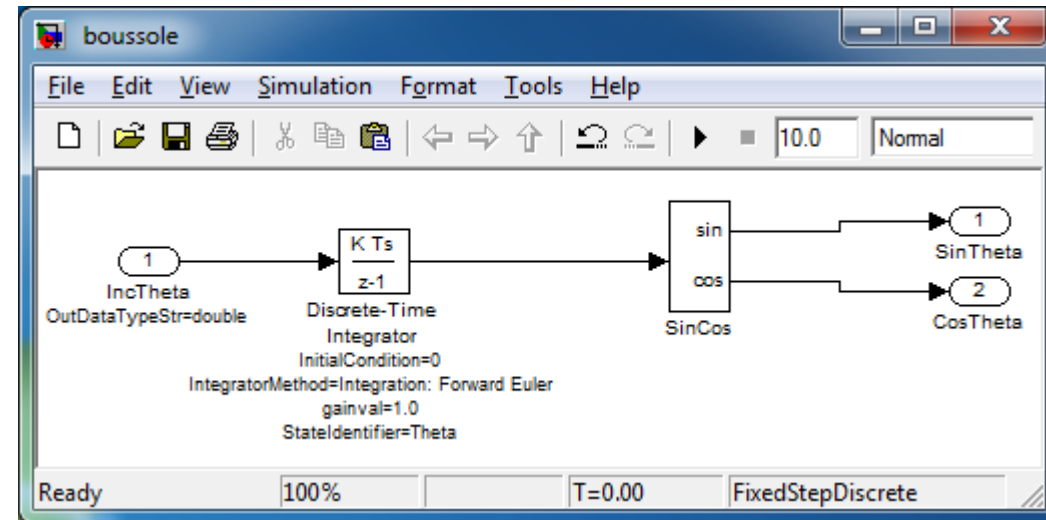 boussole
File Edit View Simulation Format Tools Help
10.0 Normal
1
IncTheta
OutDataTypeStr=double
K Ts
z-1
Discrete-Time
Integrator
InitialCondition=0
IntegratorMethod=Integration: Forward Euler
gainval=1.0
StateIdentifier=Theta
sin
cos
SinCos
1
SinTheta
2
CosTheta
Ready 100% T=0.00 FixedStepDiscrete